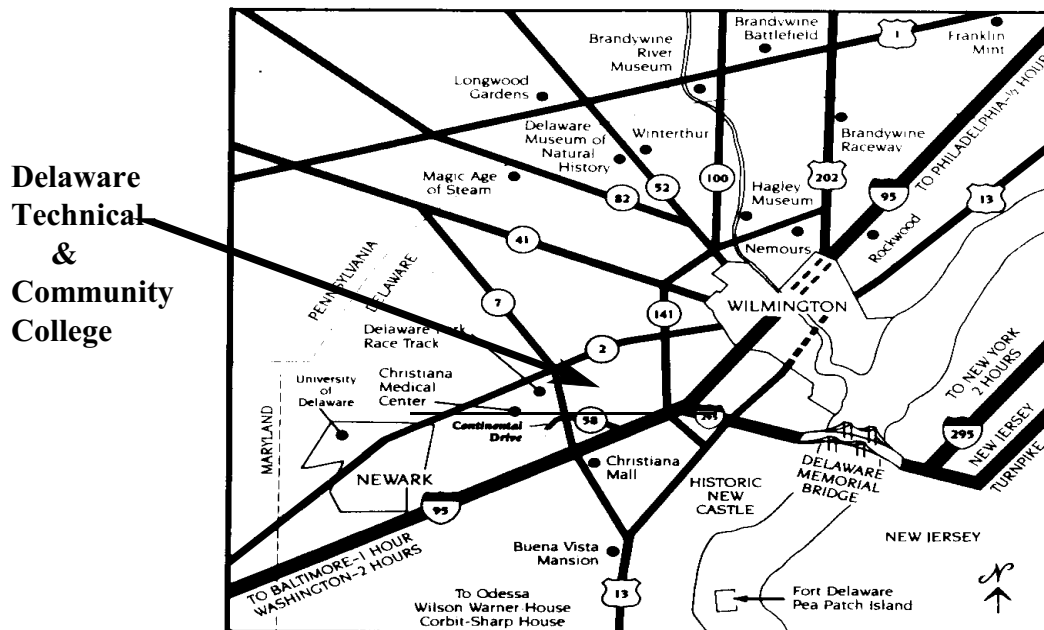 Delaware
Technical
&
Community
College
Brandywine
Battlefield
1
Franklin
Mint
Brandywine
River
Museum
Longwood
Gardens
Delaware
Museum of
Natural
History
Winterthur
Brandywine
Raceway
TO PHILADELPHIA-½ HOUR
Magic Age
of Steam
82
52
100
202
95
13
Hagley
Museum
Nemours
Rockwood
41
PENNSYLVANIA
DELAWARE
7
141
WILMINGTON
Delaware Park
Race Track
2
University
of Delaware
Christiana
Medical
Center
Continental
Drive
58
295
TO NEW YORK
2 HOURS
295
NEW JERSEY
TURNPIKE
MARYLAND
NEWARK
Christiana
Mall
HISTORIC
NEW
CASTLE
DELAWARE
MEMORIAL
BRIDGE
95
NEW JERSEY
TO BALTIMORE-1 HOUR
WASHINGTON-2 HOURS
Buena Vista
Mansion
To Odessa
Wilson Warner House
Corbit-Sharp House
13
Fort Delaware
Pea Patch Island
N